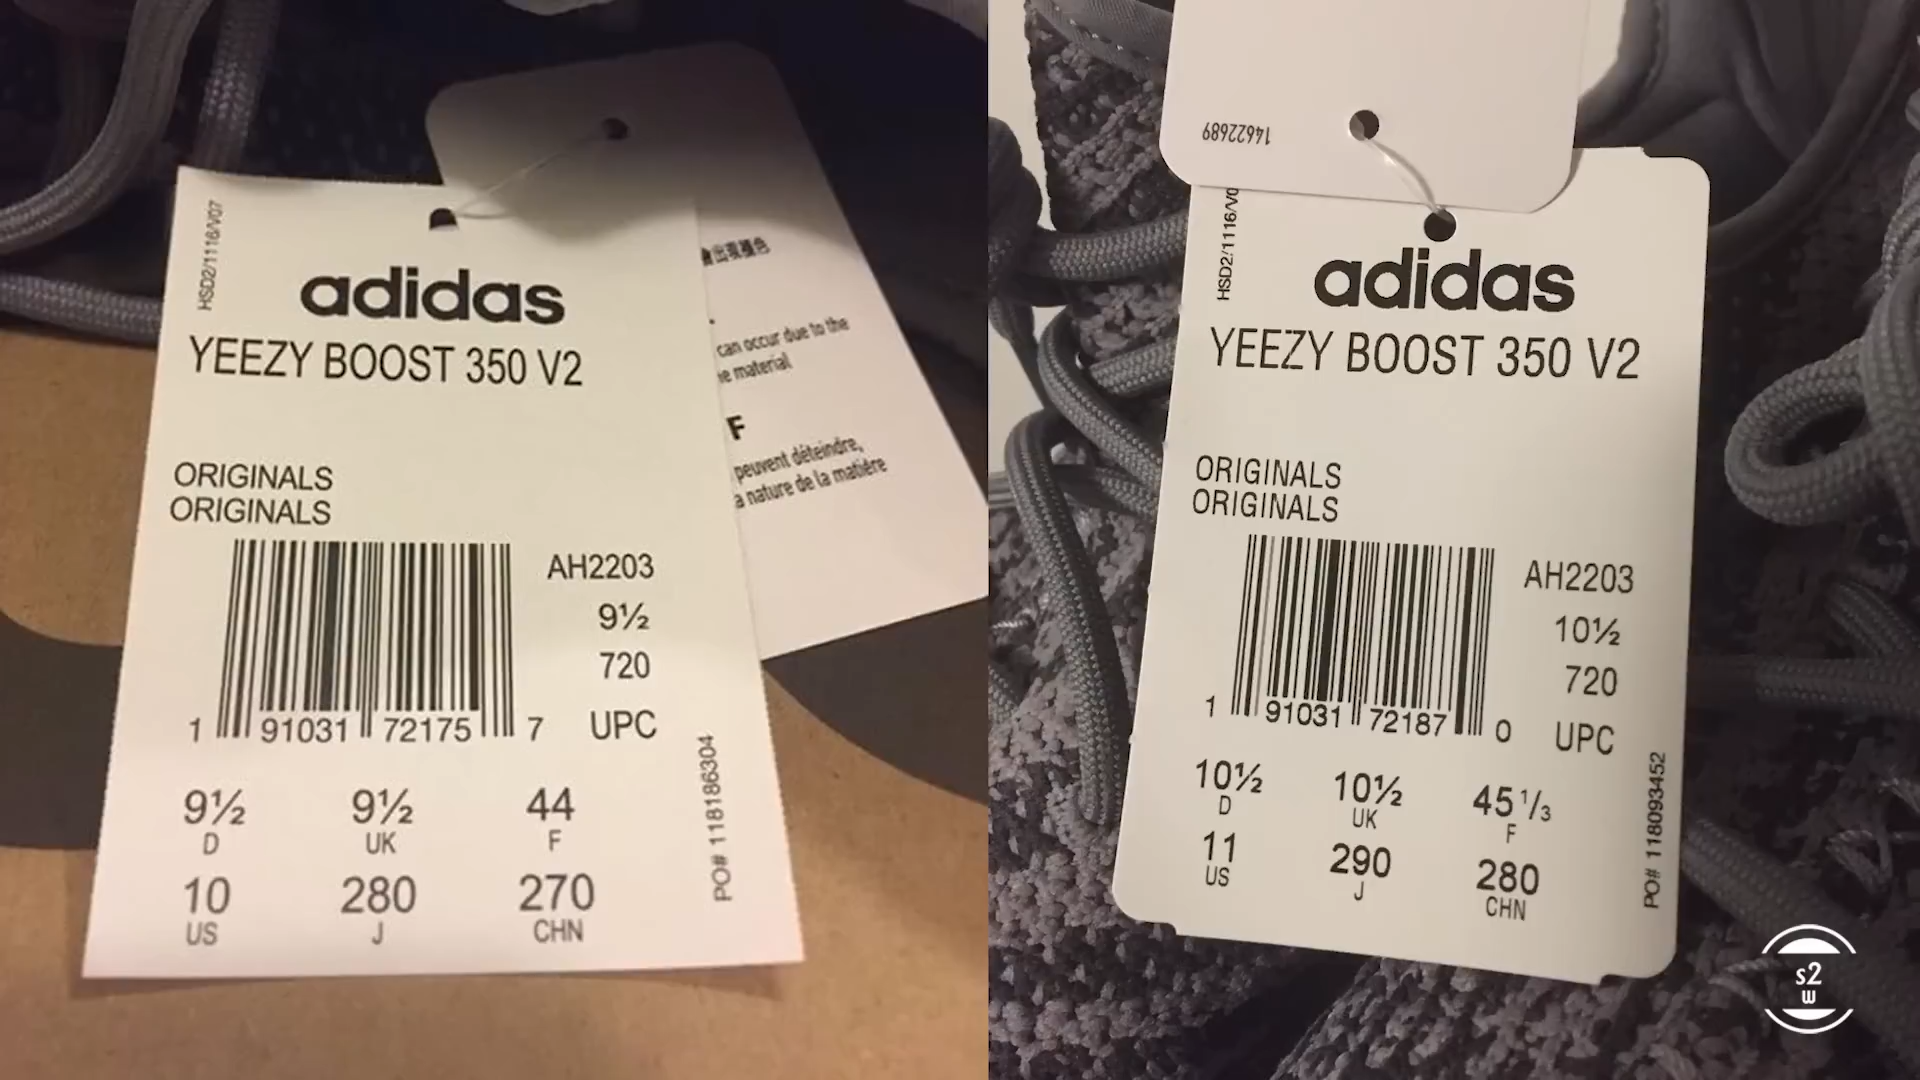 HSD2/1116/V07
adidas
YEEZY BOOST 350 V2
ORIGINALS
ORIGINALS
AH2203
9½
720
UPC
1 91031 72175 7
9½ 9½ 44
D UK F
10 280 270
US J CHN
PO# 118186304
出現種色
can occur due to the
material
F
peuvent déteindre,
nature de la matière
14622689
HSD2/1116/V0
adidas
YEEZY BOOST 350 V2
ORIGINALS
ORIGINALS
AH2203
10½
720
UPC
1 91031 72187 0
10½ 10½ 45 1/3
D UK F
11 290 280
US J CHN
PO# 118093452
s2
w